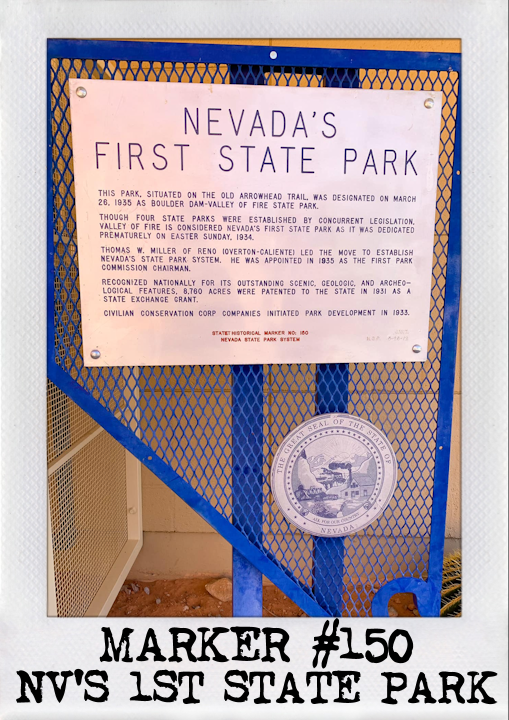 NEVADA'S
FIRST STATE PARK
THIS PARK, SITUATED ON THE OLD ARROWHEAD TRAIL, WAS DESIGNATED ON MARCH
26, 1935 AS BOULDER DAM-VALLEY OF FIRE STATE PARK.
THOUGH FOUR STATE PARKS WERE ESTABLISHED BY CONCURRENT LEGISLATION,
VALLEY OF FIRE IS CONSIDERED NEVADA'S FIRST STATE PARK AS IT WAS DEDICATED
PREMATURELY ON EASTER SUNDAY, 1934.
THOMAS W. MILLER OF RENO (OVERTON-CALIENTE) LED THE MOVE TO ESTABLISH
NEVADA'S STATE PARK SYSTEM. HE WAS APPOINTED IN 1935 AS THE FIRST PARK
COMMISSION CHAIRMAN.
RECOGNIZED NATIONALLY FOR ITS OUTSTANDING SCENIC, GEOLOGIC, AND ARCHEO-
LOGICAL FEATURES, 8,760 ACRES WERE PATENTED TO THE STATE IN 1931 AS A
STATE EXCHANGE GRANT.
CIVILIAN CONSERVATION CORP COMPANIES INITIATED PARK DEVELOPMENT IN 1933.
STATE HISTORICAL MARKER NO: 150
NEVADA STATE PARK SYSTEM
THE GREAT SEAL OF THE STATE OF
ALL FOR OUR
NEVADA
MARKER #150
NV'S 1ST STATE PARK